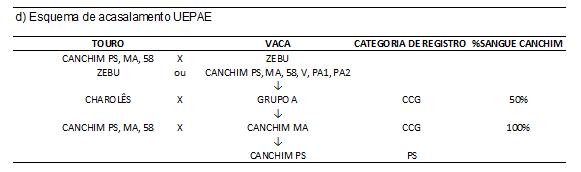 d) Esquema de acasalamento UEPAE
TOURO VACA CATEGORIA DE REGISTRO %SANGUE CANCHIM
CANCHIM PS, MA, 58 X ZEBU
ZEBU ou CANCHIM PS, MA, 58, V, PA1, PA2
↓
CHAROLÊS X GRUPO A CCG 50%
↓
CANCHIM PS, MA, 58 X CANCHIM MA CCG 100%
↓
CANCHIM PS PS